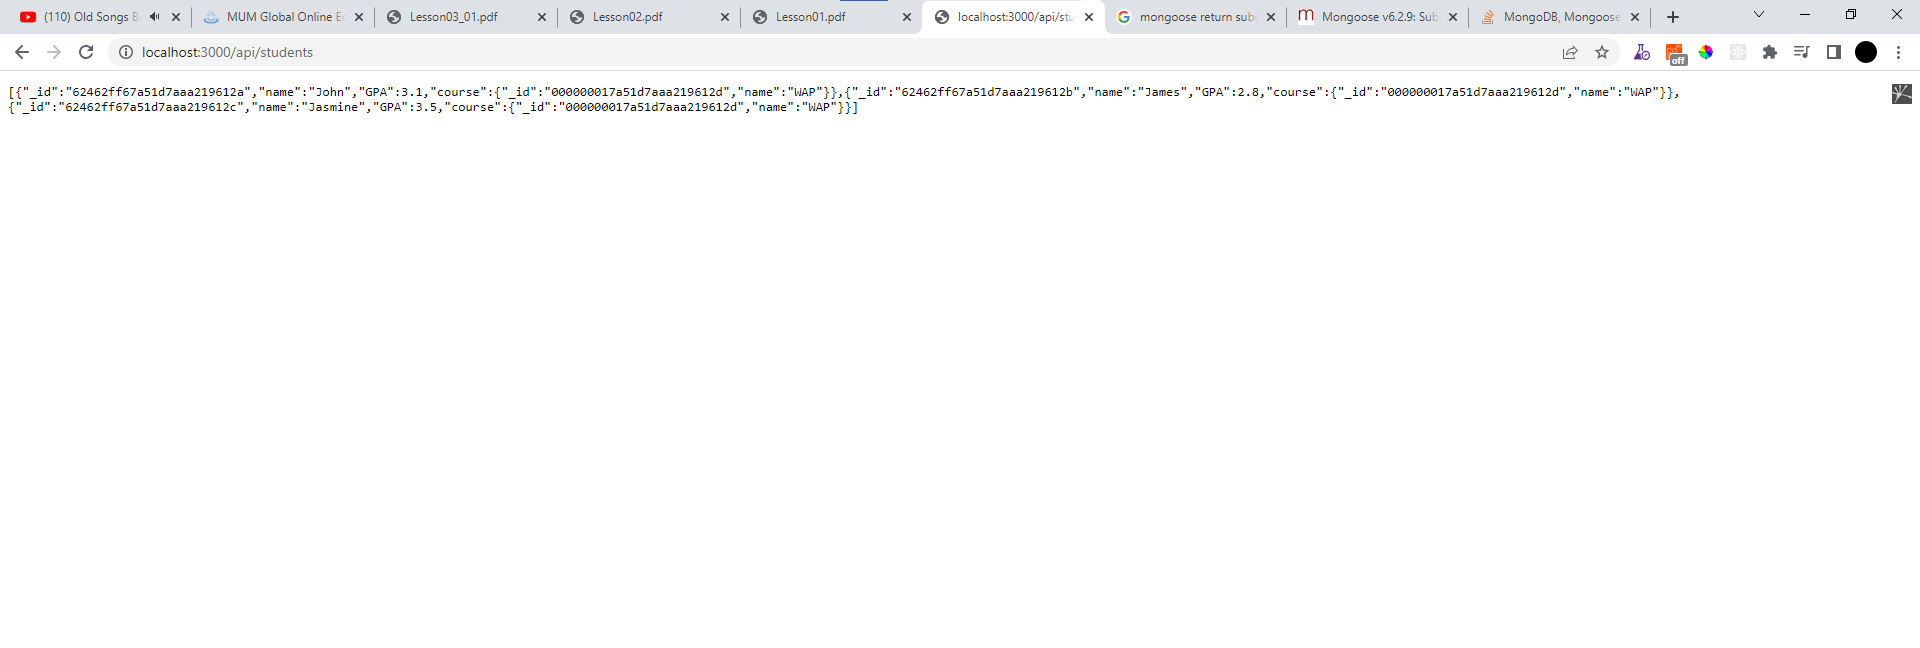 (110) Old Songs B
MUM Global Online Ed
Lesson03_01.pdf
Lesson02.pdf
Lesson01.pdf
localhost:3000/api/stu
mongoose return subd
Mongoose v6.2.9: Sub
MongoDB, Mongoose
localhost:3000/api/students
off
[{"_id":"62462ff67a51d7aaa219612a","name":"John","GPA":3.1,"course":{"_id":"000000017a51d7aaa219612d","name":"WAP"}},{"_id":"62462ff67a51d7aaa219612b","name":"James","GPA":2.8,"course":{"_id":"000000017a51d7aaa219612d","name":"WAP"}},
{"_id":"62462ff67a51d7aaa219612c","name":"Jasmine","GPA":3.5,"course":{"_id":"000000017a51d7aaa219612d","name":"WAP"}}]